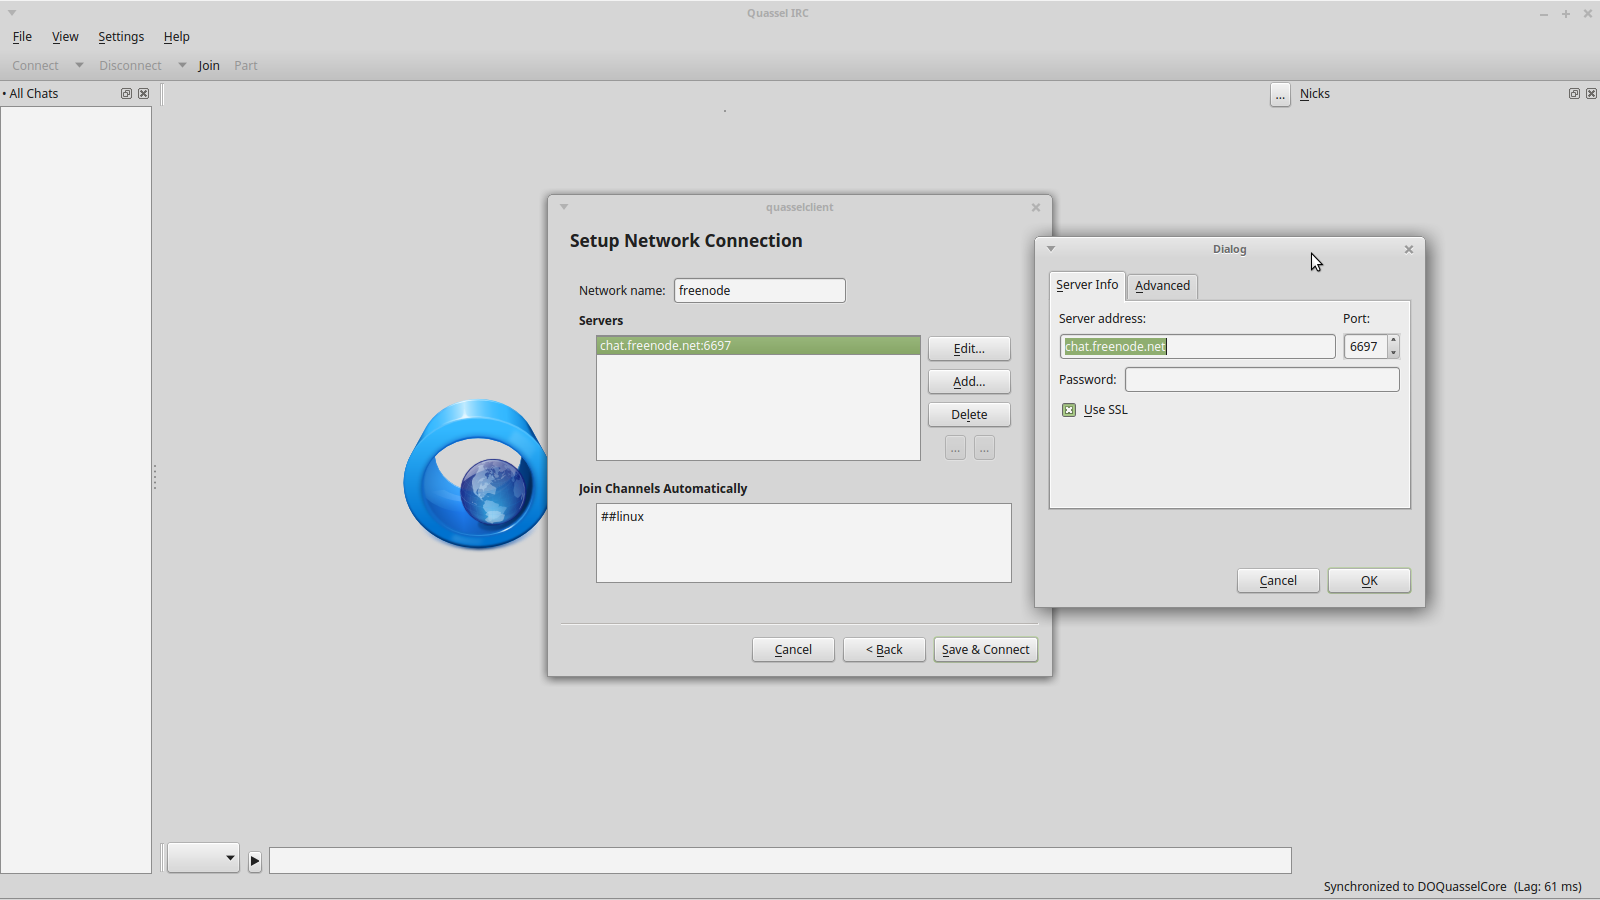 Quassel IRC
File View Settings Help
Connect Disconnect Join Part
• All Chats
... Nicks
quasselclient
Setup Network Connection
Network name: freenode
Servers
chat.freenode.net:6697
Edit...
Add...
Delete
... ...
Join Channels Automatically
##linux
Cancel < Back Save & Connect
Dialog
Server Info Advanced
Server address: Port:
chat.freenode.net 6697
Password:
Use SSL
Cancel OK
Synchronized to DOQuasselCore (Lag: 61 ms)